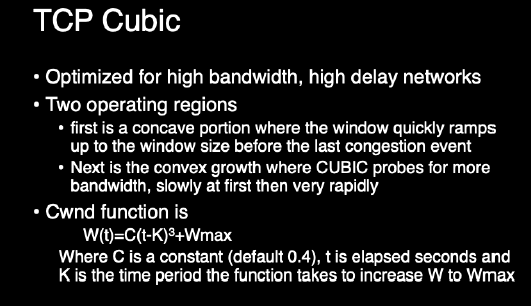 TCP Cubic
• Optimized for high bandwidth, high delay networks
• Two operating regions
• first is a concave portion where the window quickly ramps
up to the window size before the last congestion event
• Next is the convex growth where CUBIC probes for more
bandwidth, slowly at first then very rapidly
• Cwnd function is
W(t)=C(t-K)³+Wmax
Where C is a constant (default 0.4), t is elapsed seconds and
K is the time period the function takes to increase W to Wmax